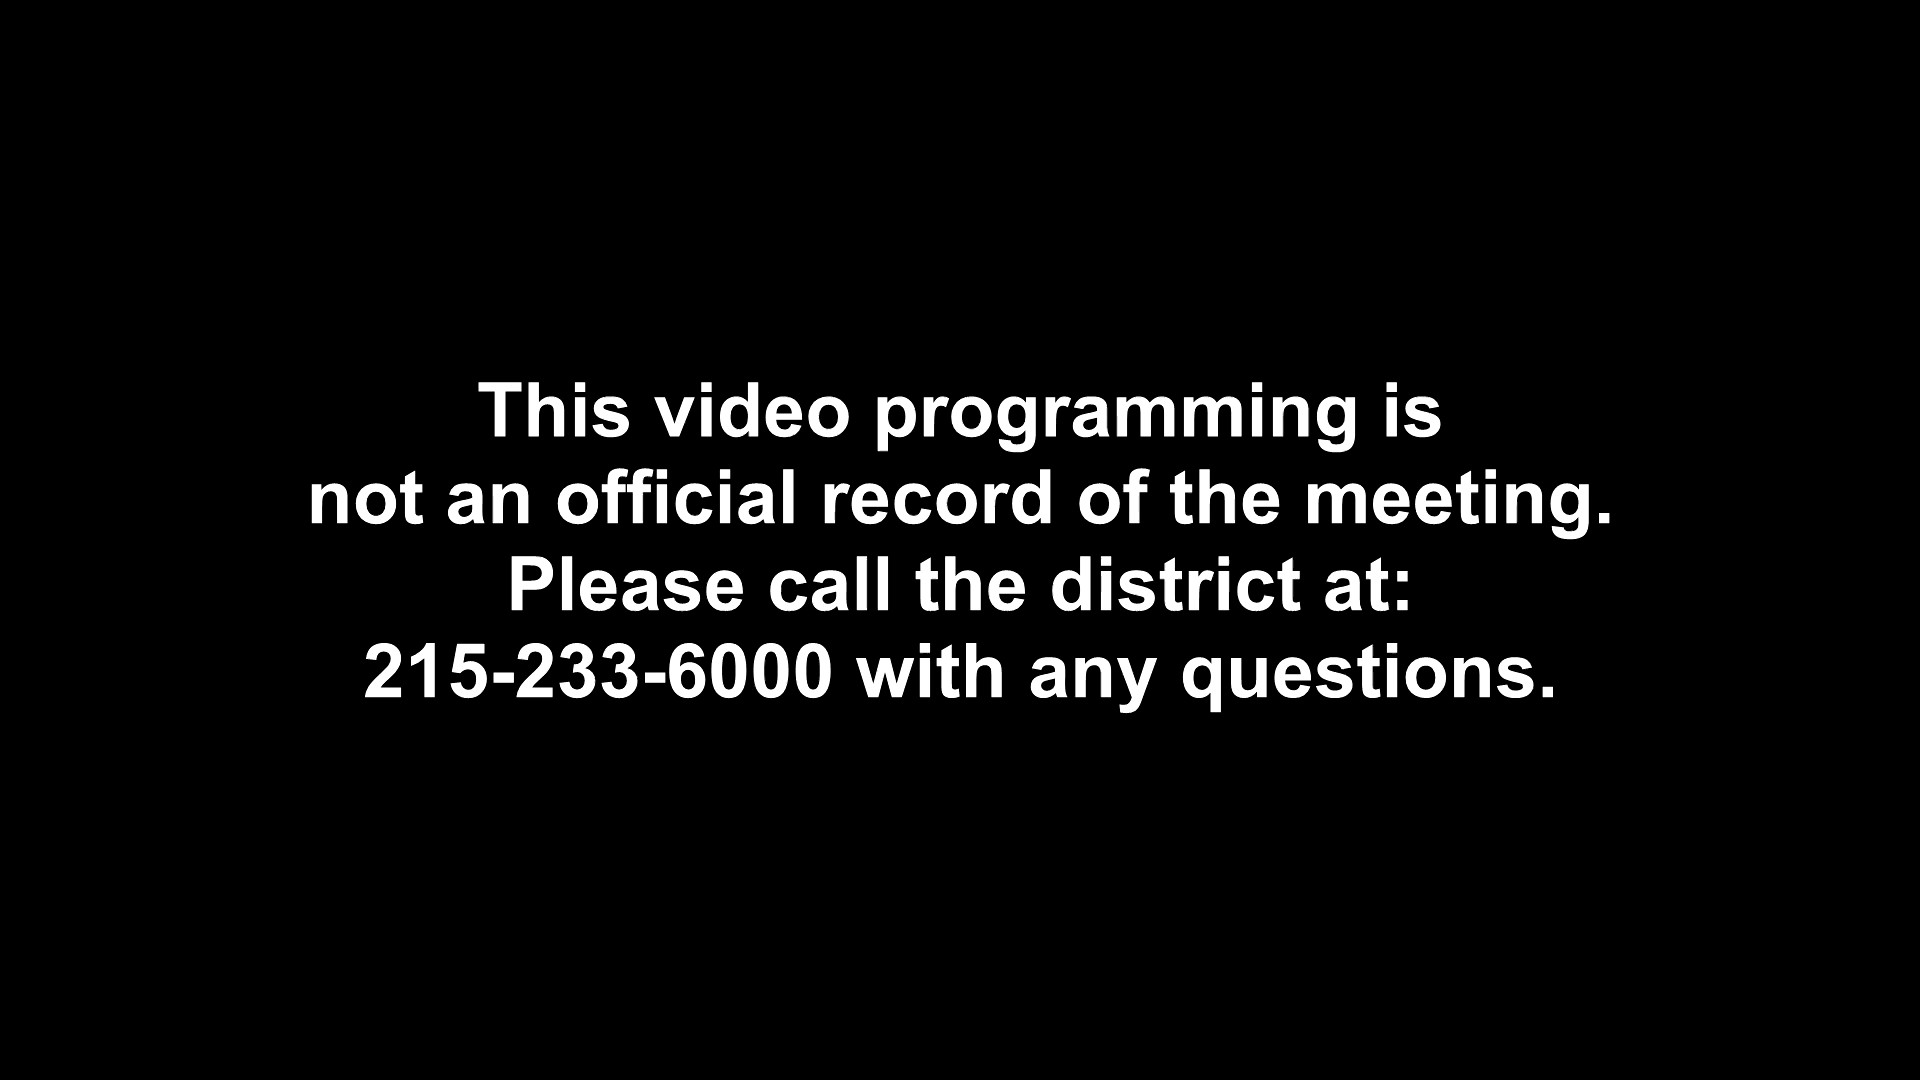 This video programming is
not an official record of the meeting.
Please call the district at:
215-233-6000 with any questions.